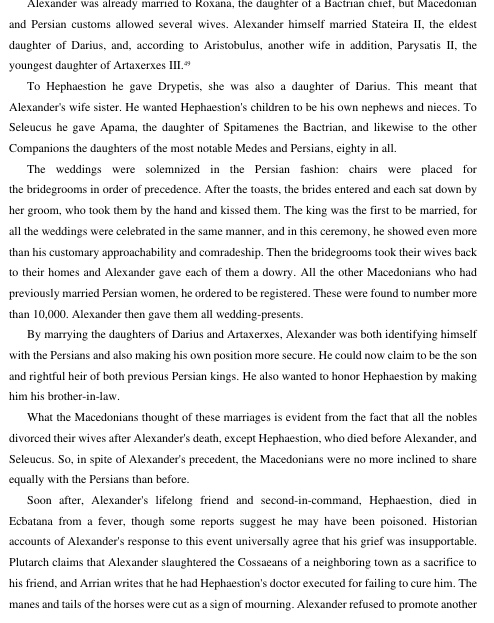 Alexander was already married to Roxana, the daughter of a Bactrian chief, but Macedonian
and Persian customs allowed several wives. Alexander himself married Stateira II, the eldest
daughter of Darius, and, according to Aristobulus, another wife in addition, Parysatis II, the
youngest daughter of Artaxerxes III.⁴⁹
To Hephaestion he gave Drypetis, she was also a daughter of Darius. This meant that
Alexander's wife sister. He wanted Hephaestion's children to be his own nephews and nieces. To
Seleucus he gave Apama, the daughter of Spitamenes the Bactrian, and likewise to the other
Companions the daughters of the most notable Medes and Persians, eighty in all.
The weddings were solemnized in the Persian fashion: chairs were placed for
the bridegrooms in order of precedence. After the toasts, the brides entered and each sat down by
her groom, who took them by the hand and kissed them. The king was the first to be married, for
all the weddings were celebrated in the same manner, and in this ceremony, he showed even more
than his customary approachability and comradeship. Then the bridegrooms took their wives back
to their homes and Alexander gave each of them a dowry. All the other Macedonians who had
previously married Persian women, he ordered to be registered. These were found to number more
than 10,000. Alexander then gave them all wedding-presents.
By marrying the daughters of Darius and Artaxerxes, Alexander was both identifying himself
with the Persians and also making his own position more secure. He could now claim to be the son
and rightful heir of both previous Persian kings. He also wanted to honor Hephaestion by making
him his brother-in-law.
What the Macedonians thought of these marriages is evident from the fact that all the nobles
divorced their wives after Alexander's death, except Hephaestion, who died before Alexander, and
Seleucus. So, in spite of Alexander's precedent, the Macedonians were no more inclined to share
equally with the Persians than before.
Soon after, Alexander's lifelong friend and second-in-command, Hephaestion, died in
Ecbatana from a fever, though some reports suggest he may have been poisoned. Historian
accounts of Alexander's response to this event universally agree that his grief was insupportable.
Plutarch claims that Alexander slaughtered the Cossaeans of a neighboring town as a sacrifice to
his friend, and Arrian writes that he had Hephaestion's doctor executed for failing to cure him. The
manes and tails of the horses were cut as a sign of mourning. Alexander refused to promote another